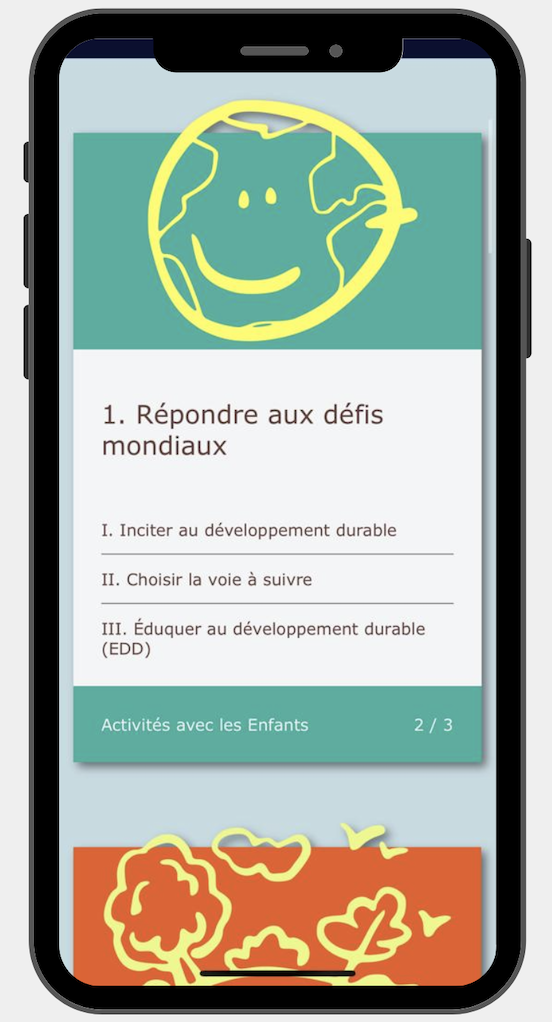 1. Répondre aux défis
mondiaux
I. Inciter au développement durable
II. Choisir la voie à suivre
III. Éduquer au développement durable
(EDD)
Activités avec les Enfants 2 / 3